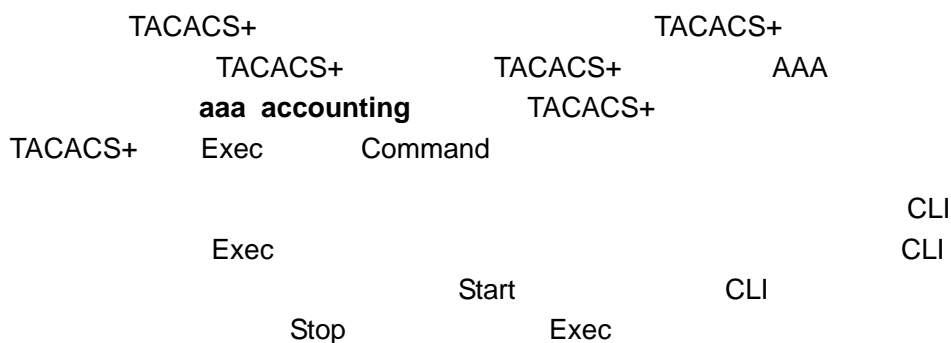 TACACS+ TACACS+
TACACS+ TACACS+ AAA
aaa accounting TACACS+
TACACS+ Exec Command
CLI
Exec CLI
Start CLI
Stop Exec